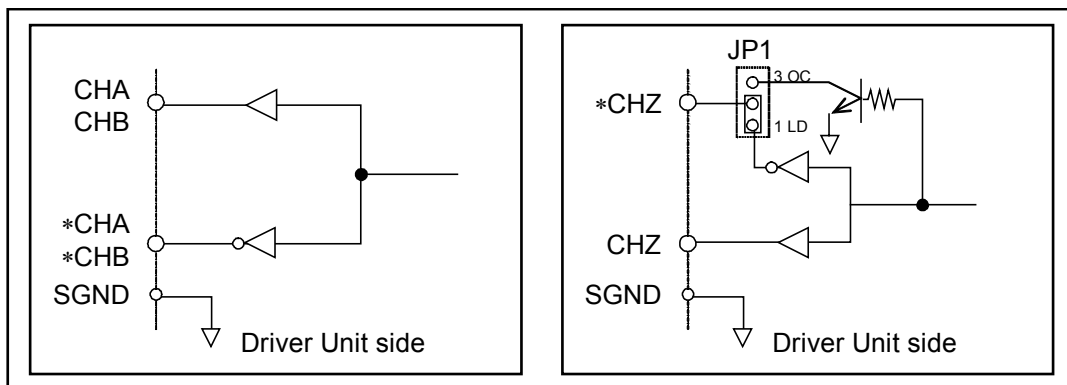 CHA
CHB
*CHA
*CHB
SGND
Driver Unit side
JP1
3 OC
*CHZ
1 LD
CHZ
SGND
Driver Unit side